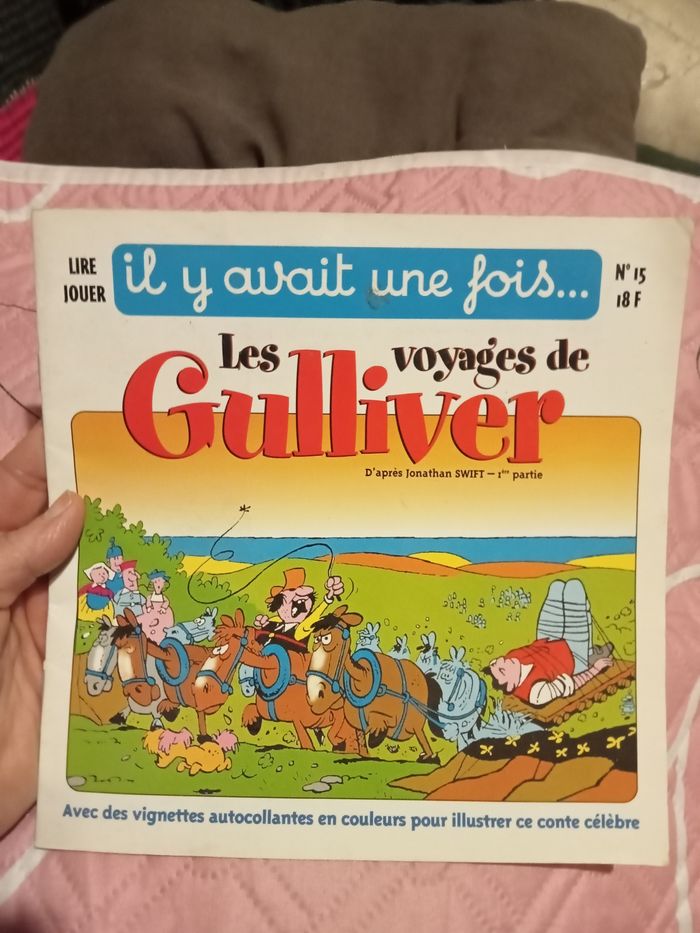 LIRE
JOUER
il y avait une fois...
N° 15
18 F
Les voyages de
Gulliver
D'après Jonathan SWIFT – 1ère partie
Avec des vignettes autocollantes en couleurs pour illustrer ce conte célèbre